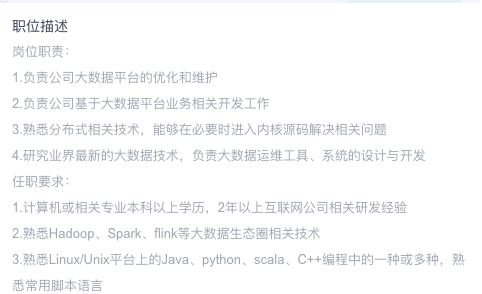 职位描述
岗位职责：
1.负责公司大数据平台的优化和维护
2.负责公司基于大数据平台业务相关开发工作
3.熟悉分布式相关技术，能够在必要时进入内核源码解决相关问题
4.研究业界最新的大数据技术，负责大数据运维工具、系统的设计与开发
任职要求：
1.计算机或相关专业本科以上学历，2年以上互联网公司相关研发经验
2.熟悉Hadoop、Spark、flink等大数据生态圈相关技术
3.熟悉Linux/Unix平台上的Java、python、scala、C++编程中的一种或多种，熟
悉常用脚本语言